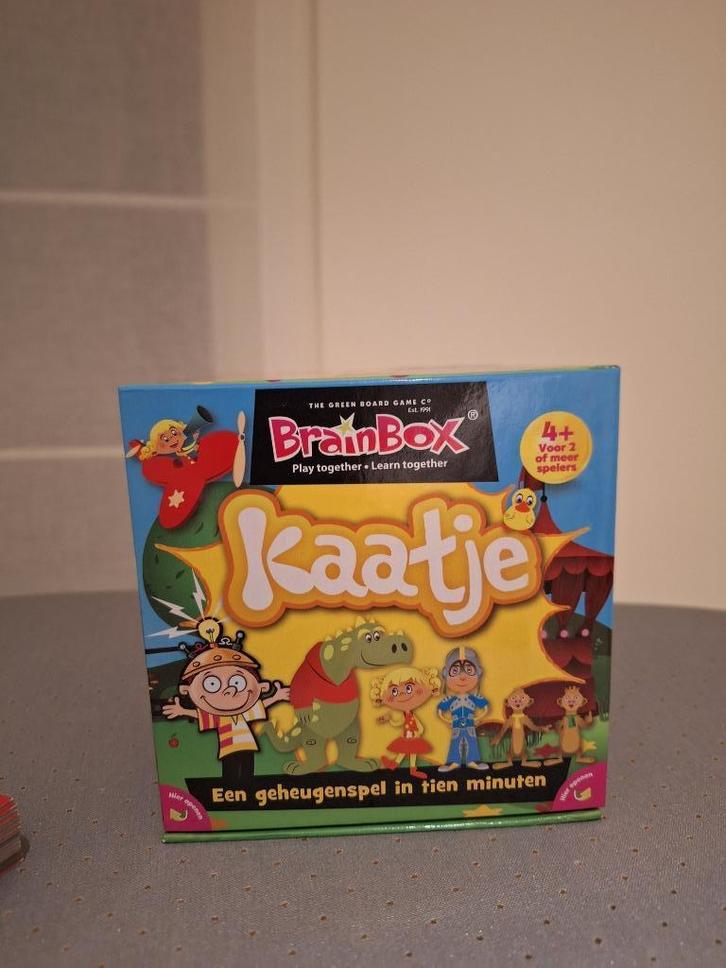 THE GREEN BOARD GAME Cº
Est. 1991
BrainBox®
Play together • Learn together
4+
Voor 2
of meer
spelers
Kaatje
Een geheugenspel in tien minuten
Hier openen
Hier openen